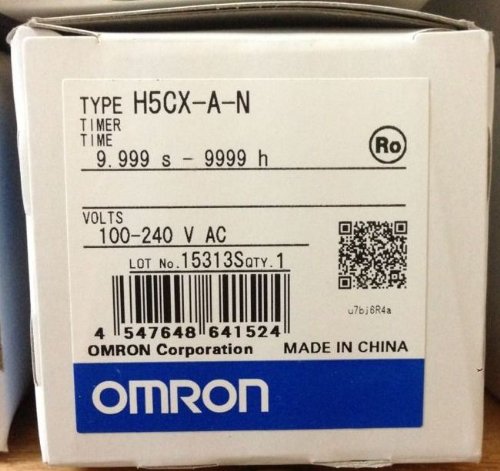 TYPE H5CX-A-N
TIMER
TIME
9.999 s - 9999 h
Ro
VOLTS
100-240 V AC
LOT No.15313S QTY.1
u7bj6R4a
4 547648 641524
OMRON Corporation MADE IN CHINA
OMRON